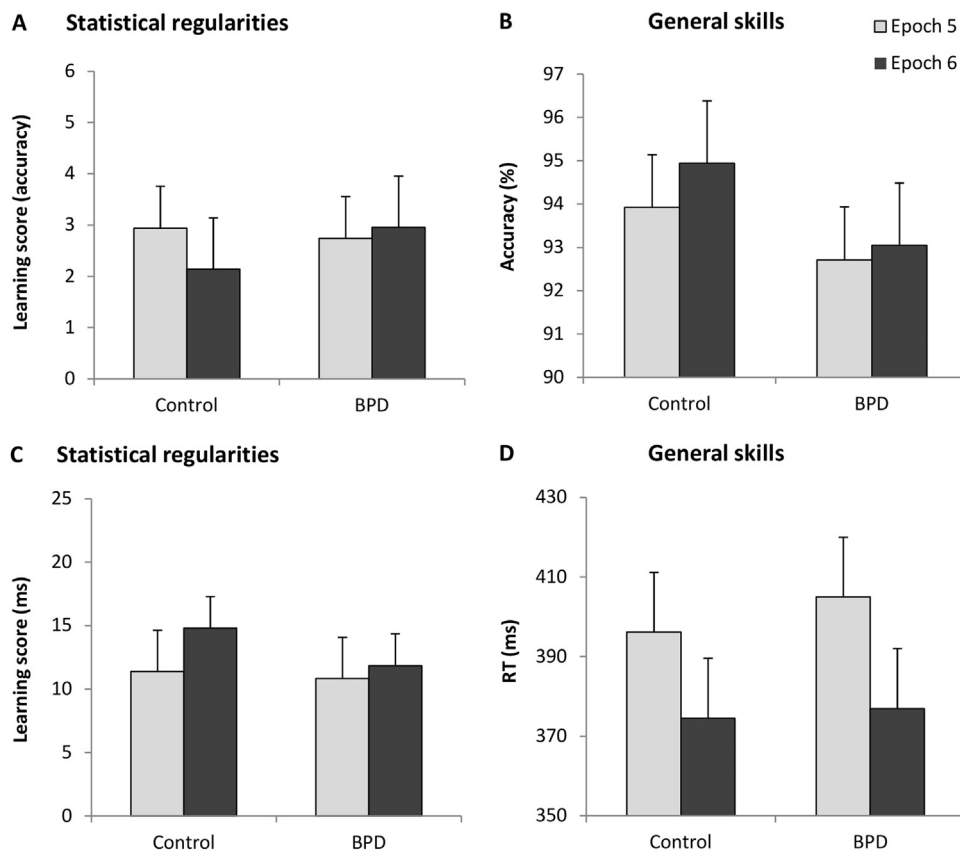 A Statistical regularities
Learning score (accuracy)
6
5
4
3
2
1
0
Control BPD
B General skills
Epoch 5
Epoch 6
Accuracy (%)
97
96
95
94
93
92
91
90
Control BPD
C Statistical regularities
Learning score (ms)
25
20
15
10
5
0
Control BPD
D General skills
RT (ms)
430
410
390
370
350
Control BPD